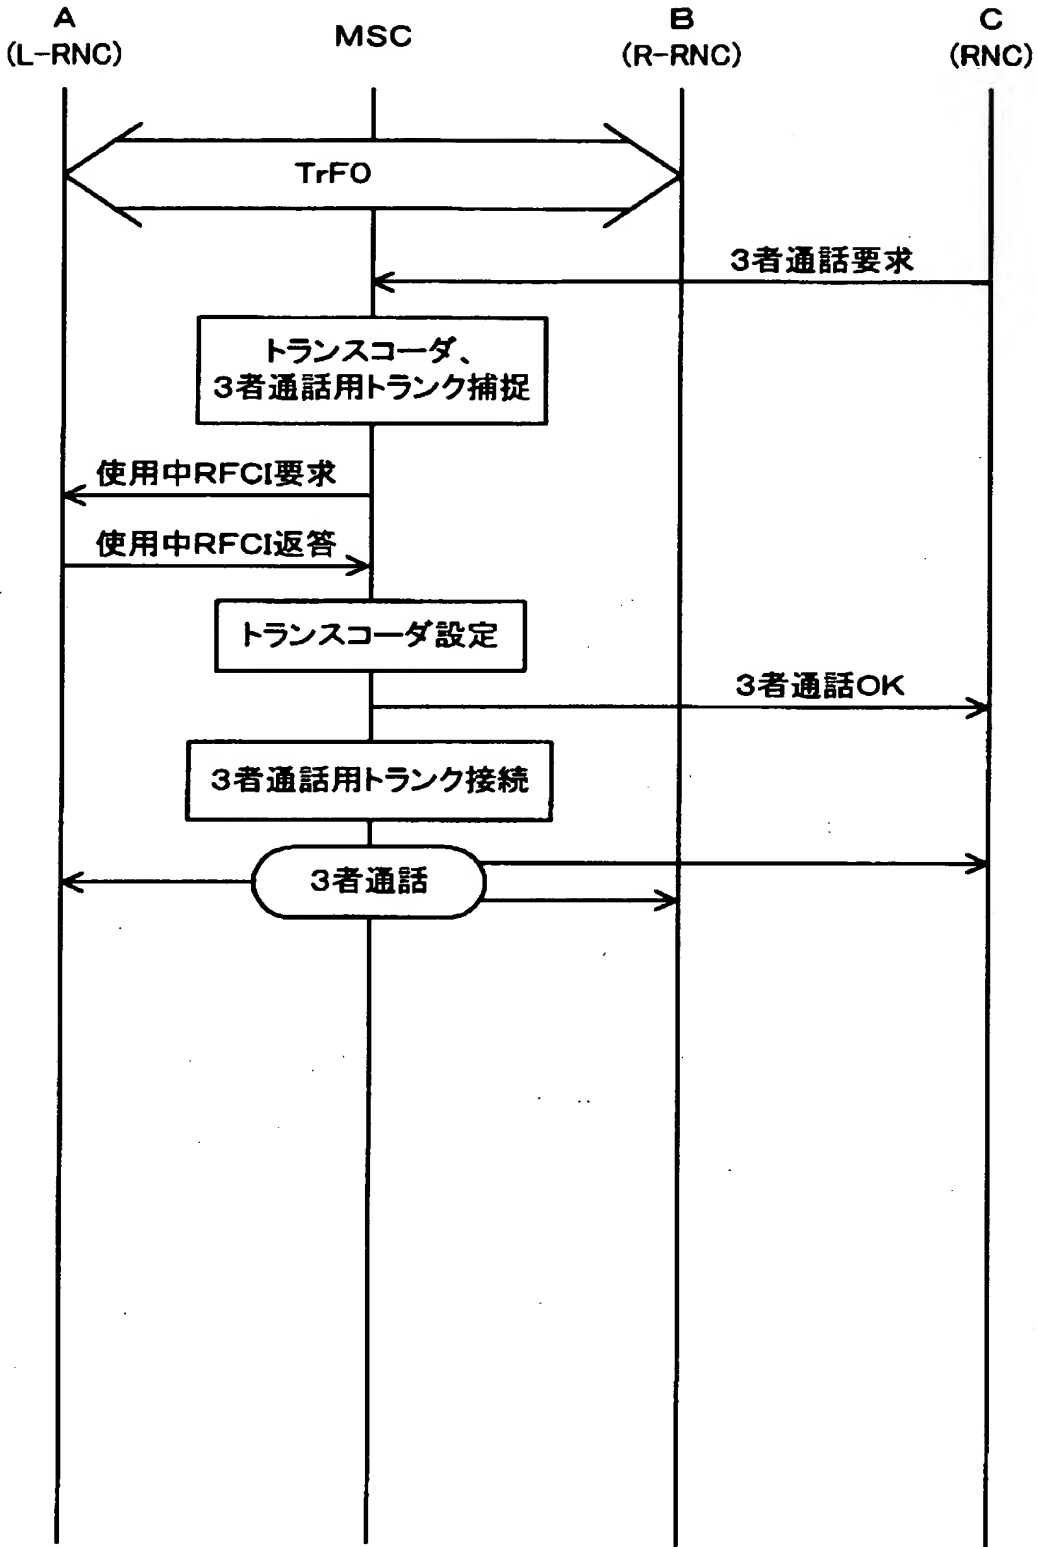 A
(L-RNC)
MSC
B
(R-RNC)
C
(RNC)
TrFO
3者通話要求
トランスコーダ、
3者通話用トランク捕捉
使用中RFCI要求
使用中RFCI返答
トランスコーダ設定
3者通話OK
3者通話用トランク接続
3者通話